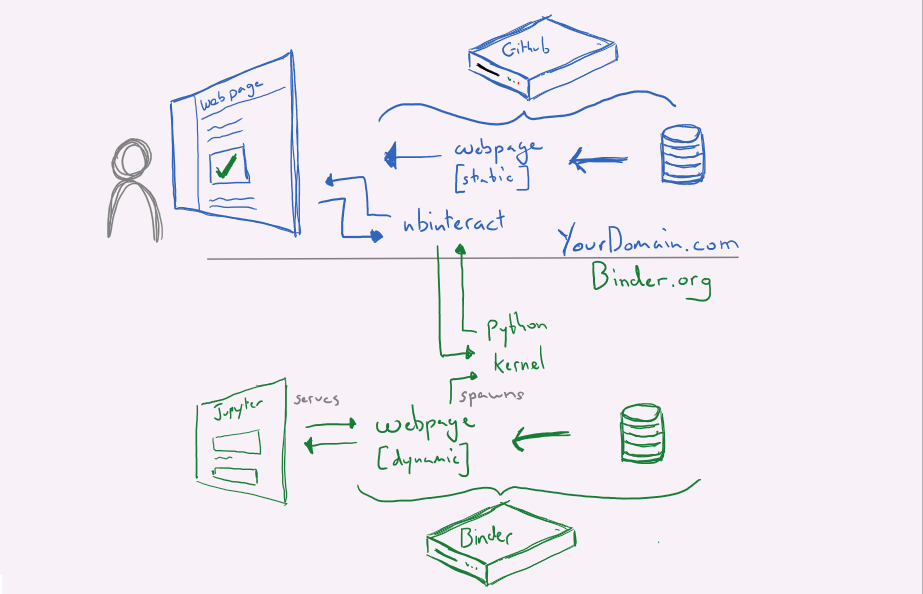 Github
Web page
webpage
[static]
nbinteract
YourDomain.com
Binder.org
Python
kernel
spawns
Jupyter
serves
webpage
[dynamic]
Binder